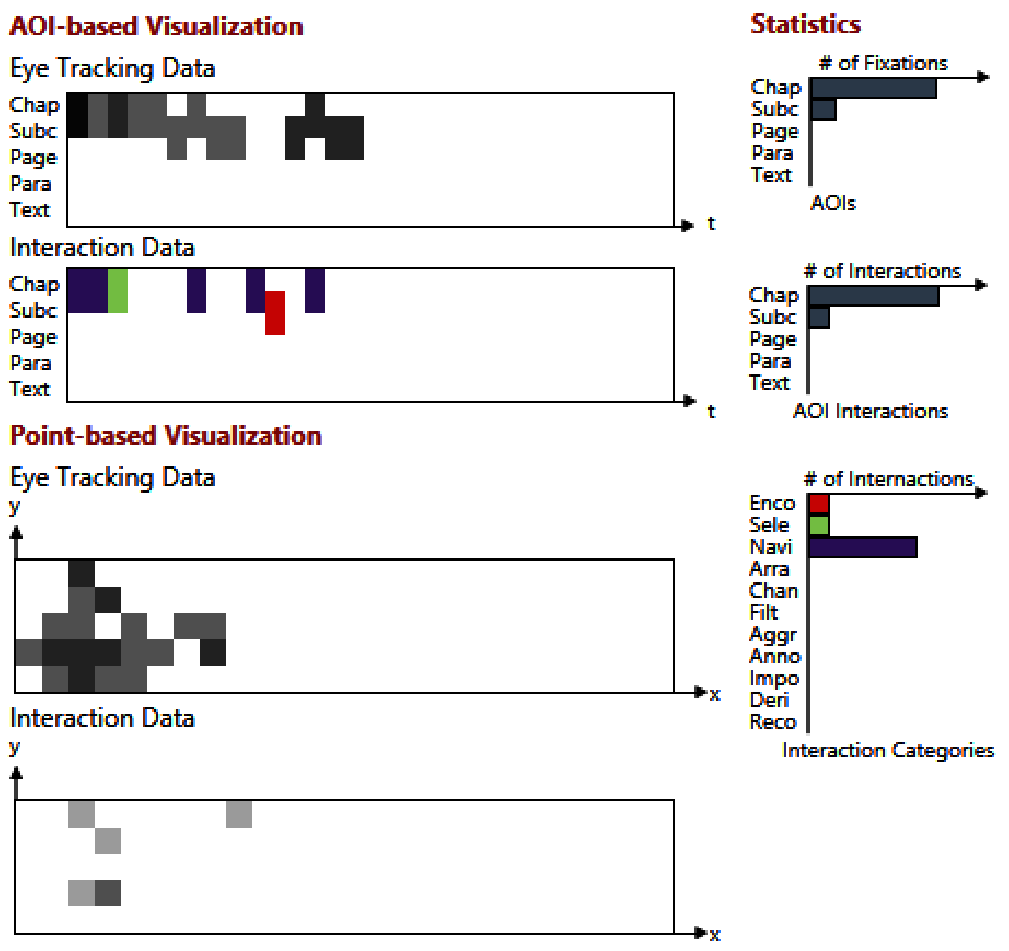 AOI-based Visualization
Eye Tracking Data
Chap
Subc
Page
Para
Text
t
Interaction Data
Chap
Subc
Page
Para
Text
t
Point-based Visualization
Eye Tracking Data
y
x
Interaction Data
y
x
Statistics
# of Fixations
Chap
Subc
Page
Para
Text
AOIs
# of Interactions
Chap
Subc
Page
Para
Text
AOI Interactions
# of Internactions
Enco
Sele
Navi
Arra
Chan
Filt
Aggr
Anno
Impo
Deri
Reco
Interaction Categories